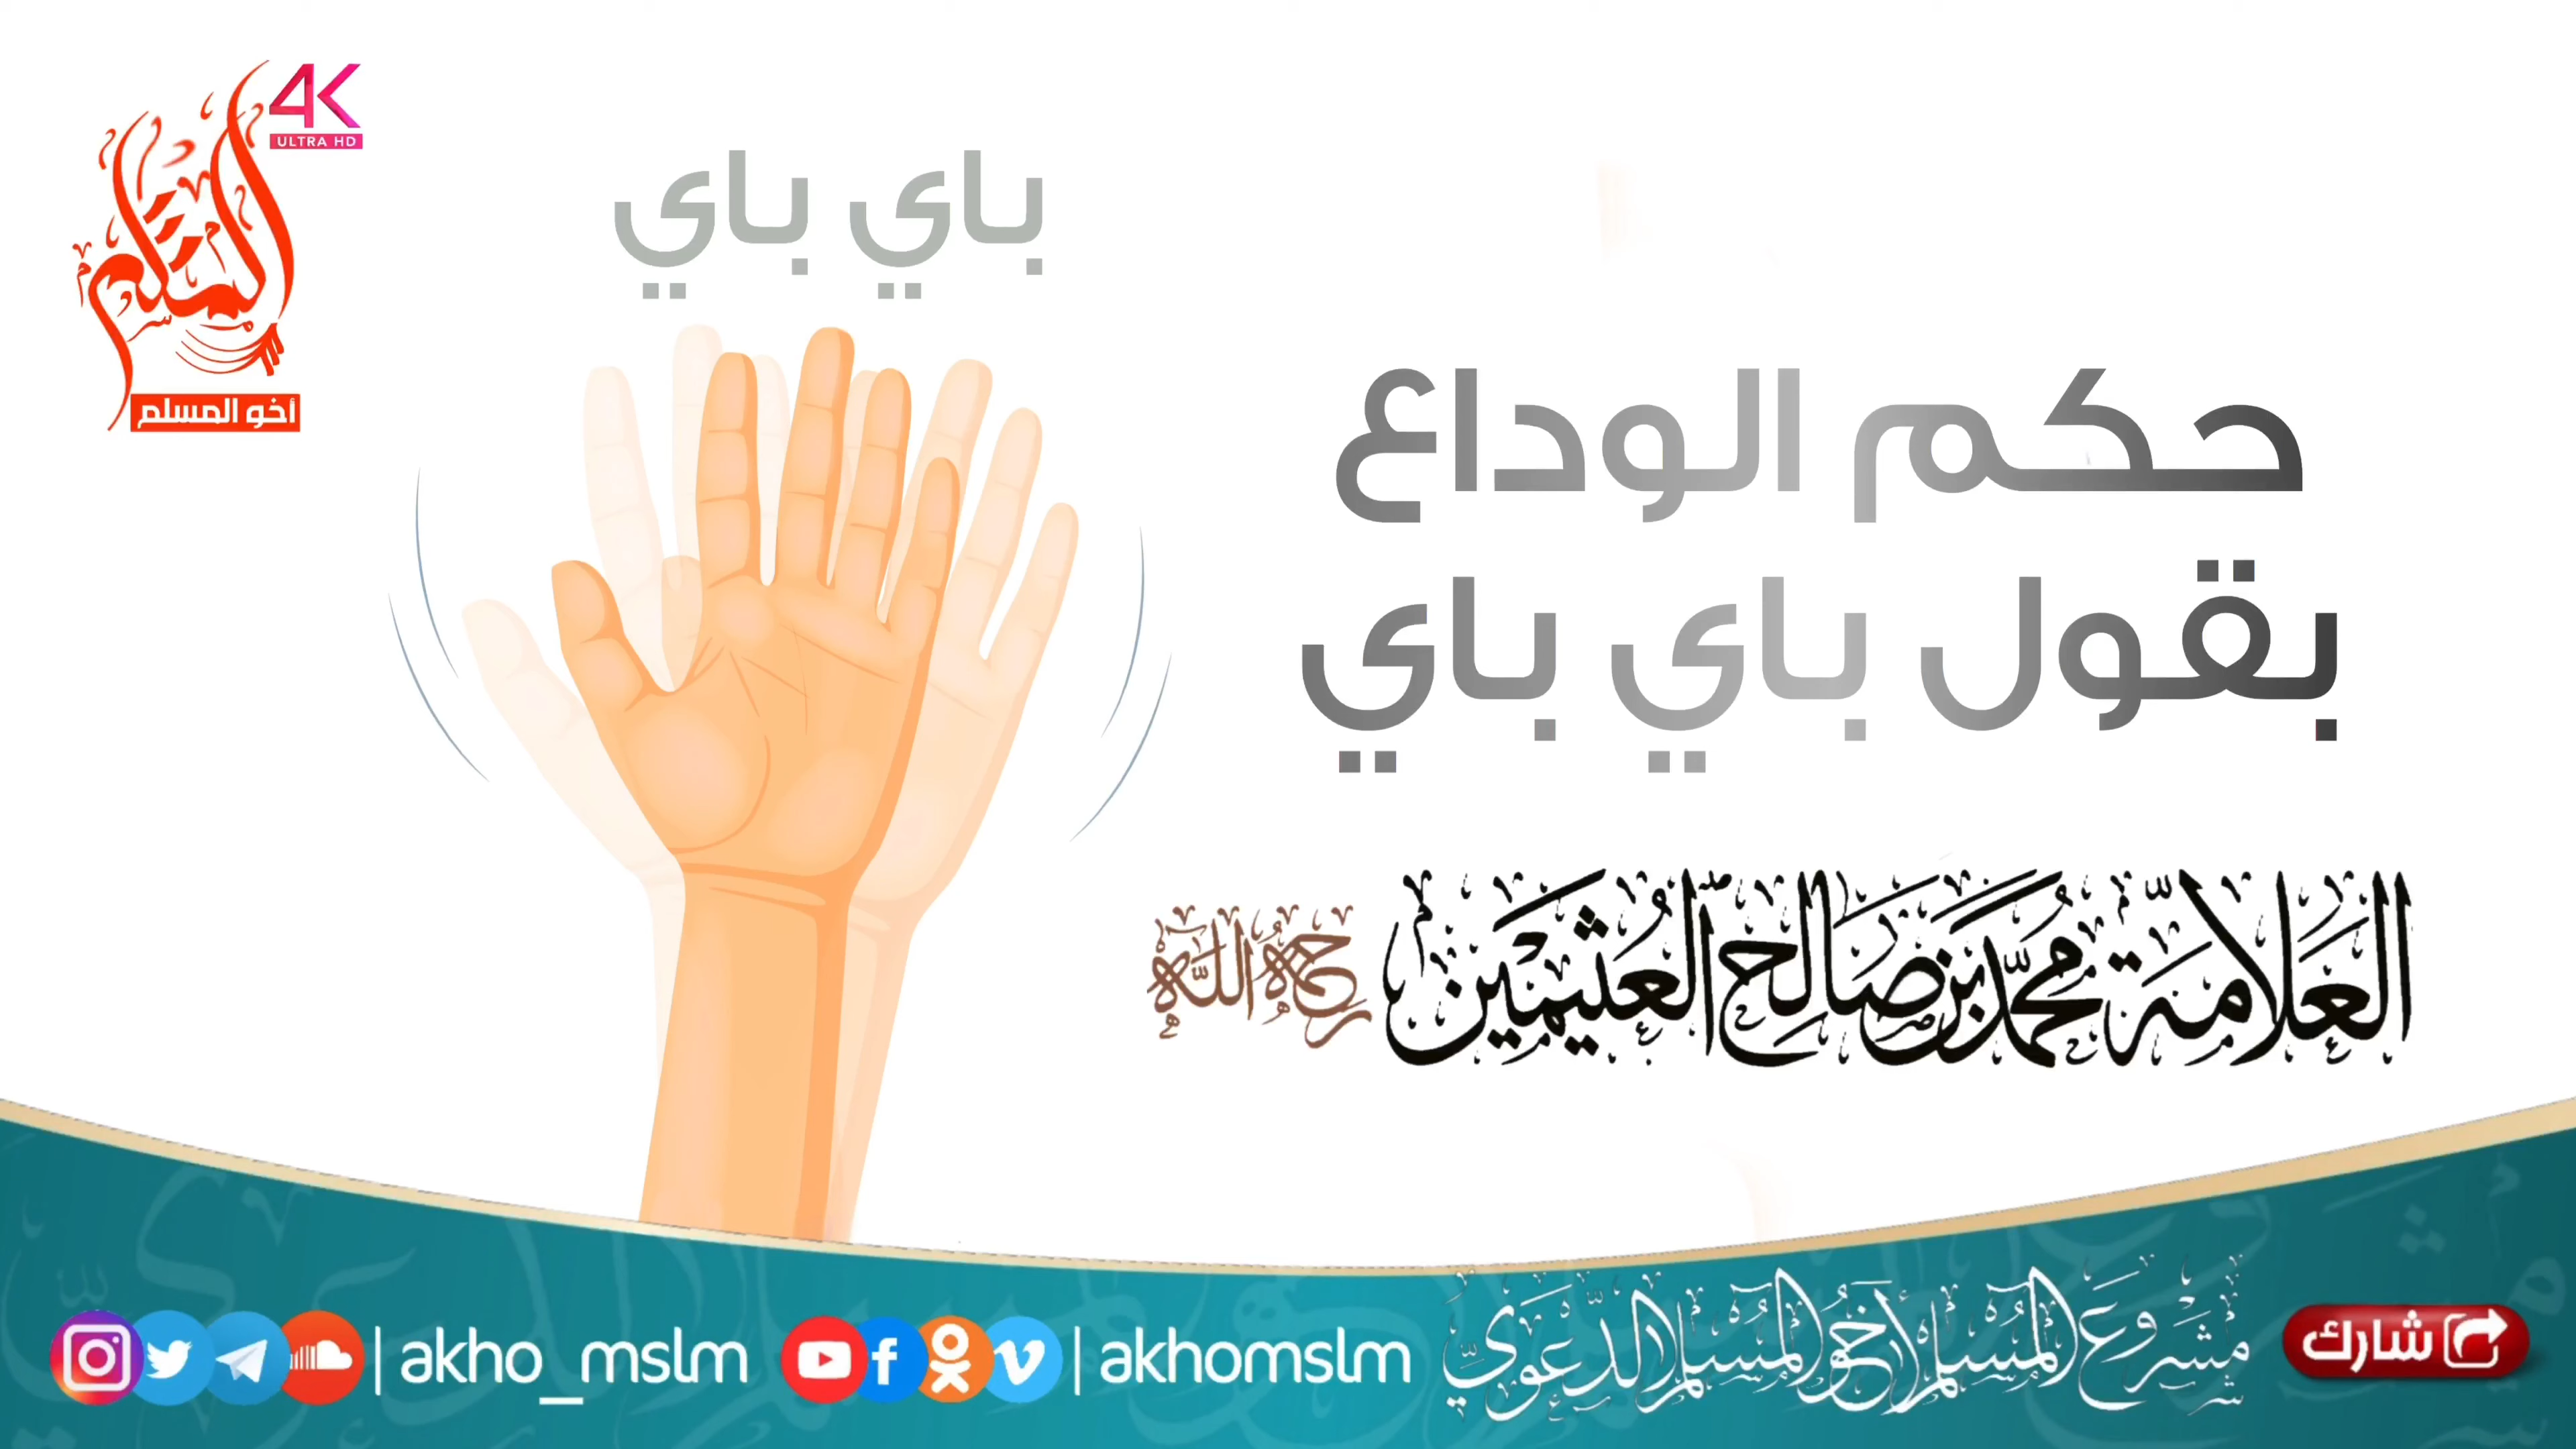 4K
ULTRA HD
المسلم
أخو المسلم
باي باي
حكم الوداع
بقول باي باي
العلامة محمد بن صالح العثيمين رحمه الله
akho_mslm | akhomslm | مشروع المسلم أخو المسلم الدعوي
شارك